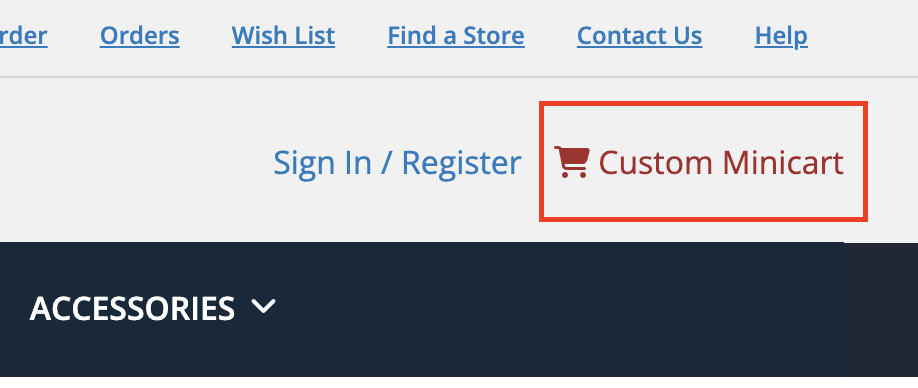 rder Orders Wish List Find a Store Contact Us Help
Sign In / Register Custom Minicart
ACCESSORIES